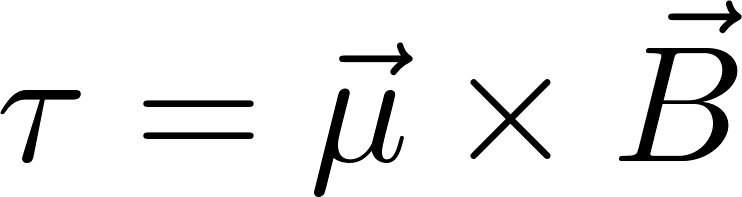 τ = μ⃗ × B⃗